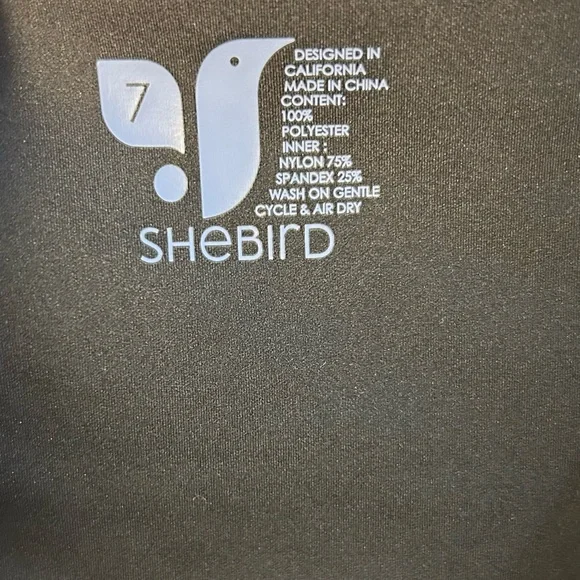 7
DESIGNED IN
CALIFORNIA
MADE IN CHINA
CONTENT:
100%
POLYESTER
INNER :
NYLON 75%
SPANDEX 25%
WASH ON GENTLE
CYCLE & AIR DRY
SHeBIrD